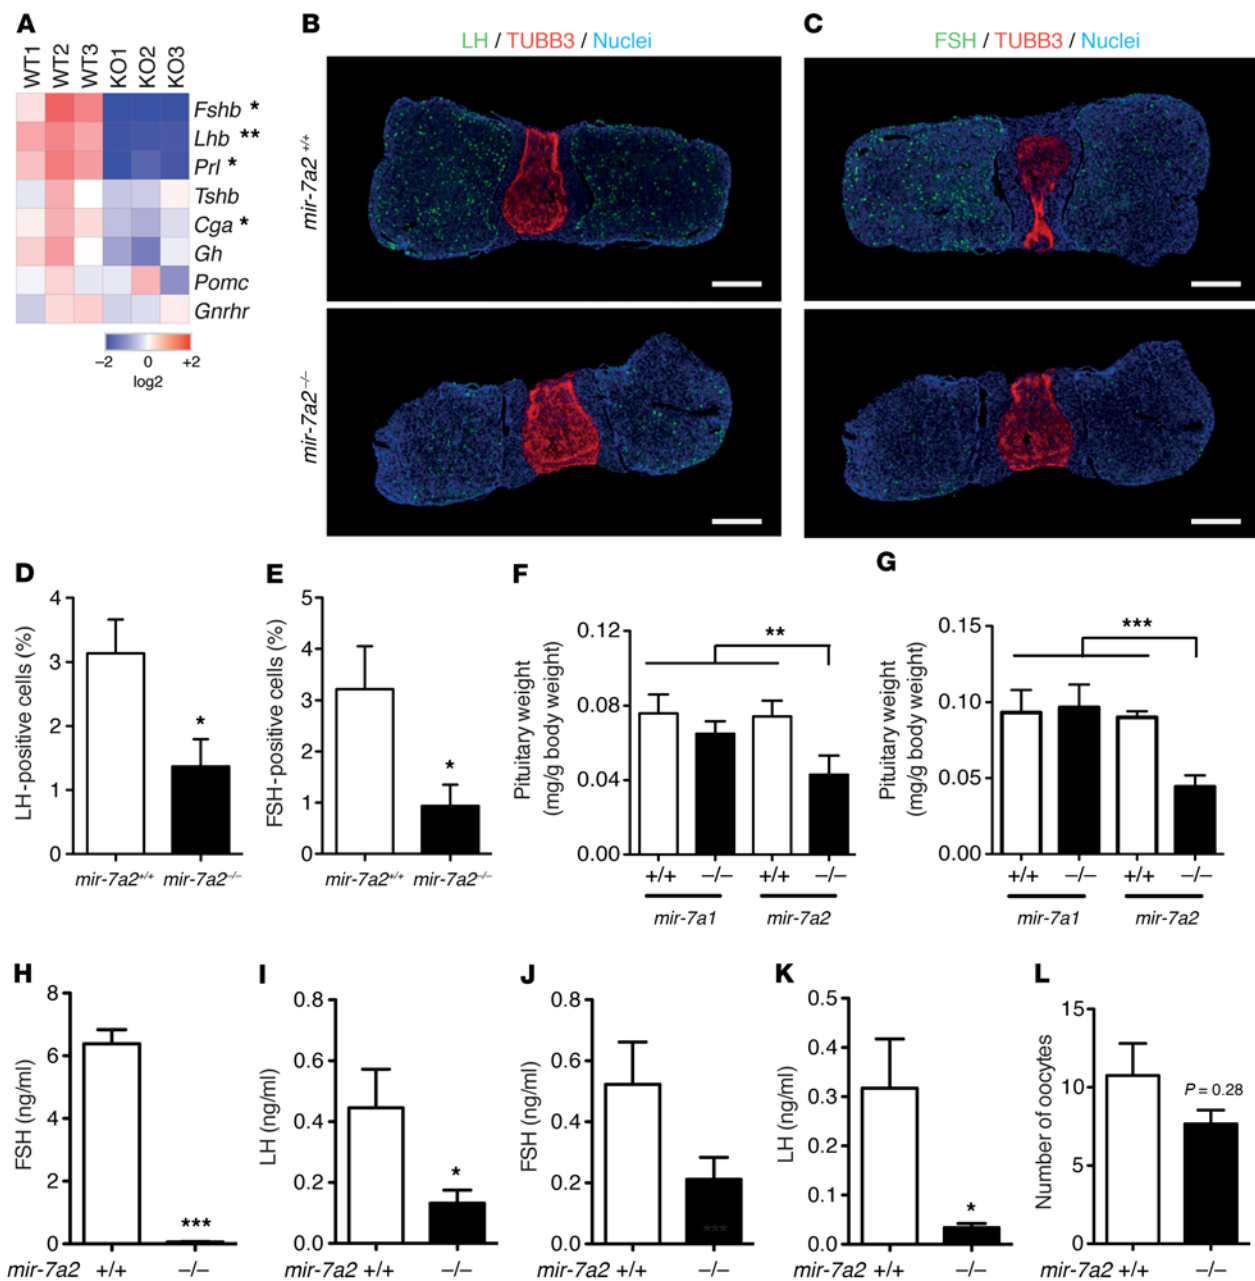 A
WT1 WT2 WT3 KO1 KO2 KO3
Fshb *
Lhb **
Prl *
Tshb
Cga *
Gh
Pomc
Gnrhr
−2 0 +2
log2
B
LH / TUBB3 / Nuclei
mir-7a2 +/+
mir-7a2 −/−
C
FSH / TUBB3 / Nuclei
D
LH-positive cells (%)
4
3
2
1
0
*
mir-7a2+/+ mir-7a2−/−
E
FSH-positive cells (%)
5
4
3
2
1
0
*
mir-7a2+/+ mir-7a2−/−
F
Pituitary weight
(mg/g body weight)
0.12
0.08
0.04
0.00
**
+/+ −/− +/+ −/−
mir-7a1 mir-7a2
G
Pituitary weight
(mg/g body weight)
0.15
0.10
0.05
0.00
***
+/+ −/− +/+ −/−
mir-7a1 mir-7a2
H
FSH (ng/ml)
8
6
4
2
0
***
mir-7a2 +/+ −/−
I
LH (ng/ml)
0.8
0.6
0.4
0.2
0.0
*
mir-7a2 +/+ −/−
J
FSH (ng/ml)
0.8
0.6
0.4
0.2
0.0
***
mir-7a2 +/+ −/−
K
LH (ng/ml)
0.5
0.4
0.3
0.2
0.1
0.0
*
mir-7a2 +/+ −/−
L
Number of oocytes
15
10
5
0
P = 0.28
mir-7a2 +/+ −/−